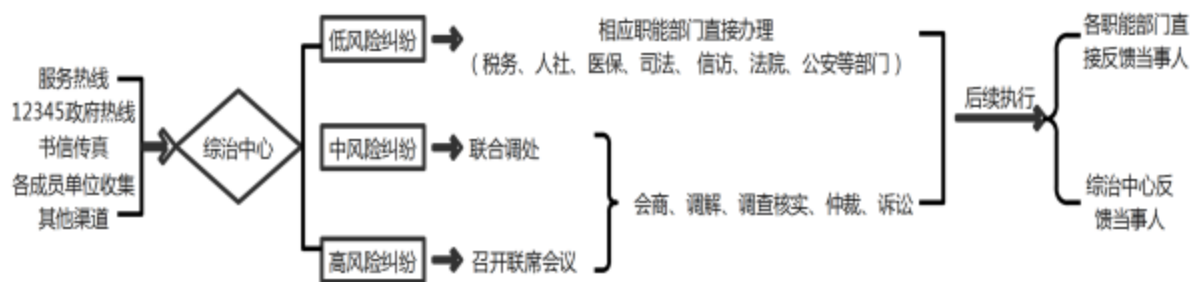 服务热线
12345政府热线
书信传真
各成员单位收集
其他渠道
综治中心
低风险纠纷
相应职能部门直接办理
(税务、人社、医保、司法、信访、法院、公安等部门)
中风险纠纷
联合调处
高风险纠纷
召开联席会议
会商、调解、调查核实、仲裁、诉讼
后续执行
各职能部门直
接反馈当事人
综治中心反
馈当事人